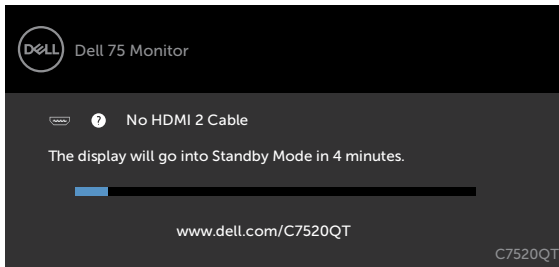 DELL
Dell 75 Monitor
? No HDMI 2 Cable
The display will go into Standby Mode in 4 minutes.
www.dell.com/C7520QT
C7520QT